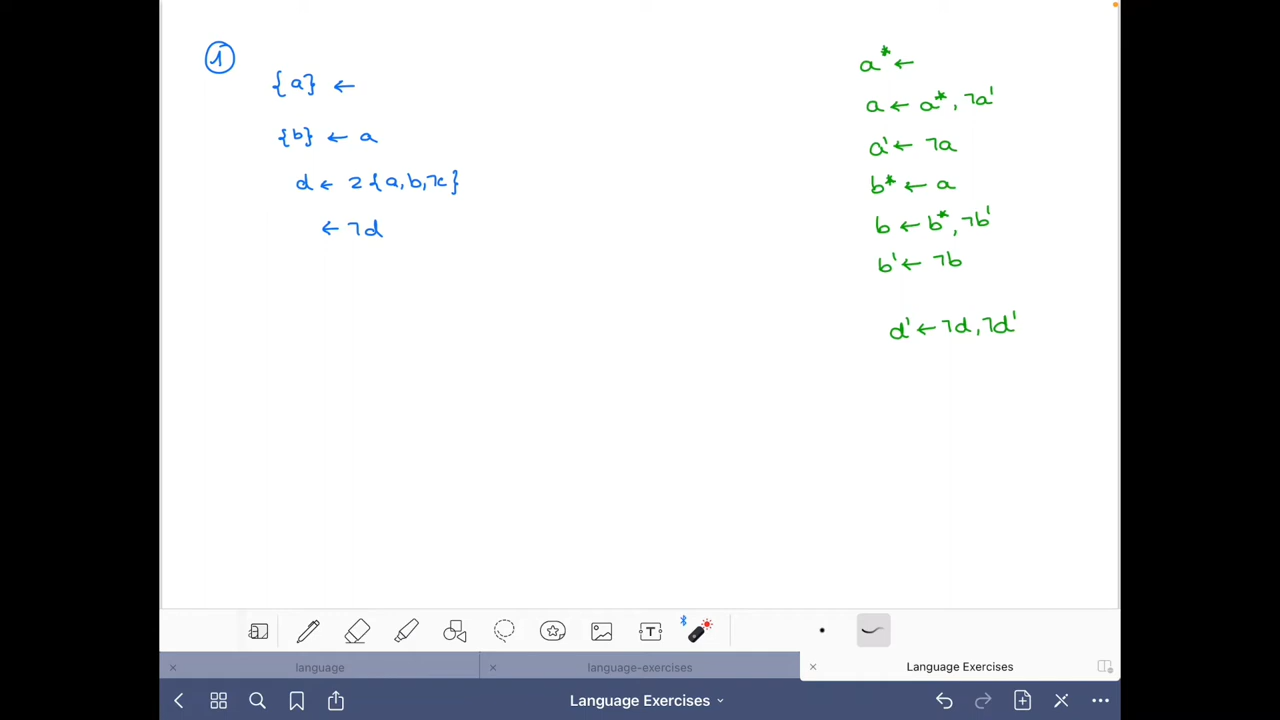 ①
{a} ←
{b} ← a
d ← 2 {a, b, ¬c}
← ¬d
a* ←
a ← a*, ¬a'
a' ← ¬a
b* ← a
b ← b*, ¬b'
b' ← ¬b
d' ← ¬d, ¬d'
T
language
language-exercises
Language Exercises
Language Exercises